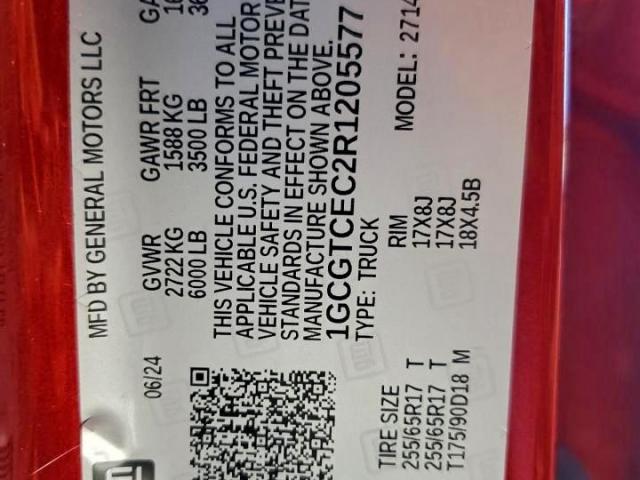 MFD BY GENERAL MOTORS LLC
06/24
GVWR GAWR FRT
2722 KG 1588 KG
6000 LB 3500 LB
THIS VEHICLE CONFORMS TO ALL
APPLICABLE U.S. FEDERAL MOTOR
VEHICLE SAFETY AND THEFT PREVE
STANDARDS IN EFFECT ON THE DAT
MANUFACTURE SHOWN ABOVE.
1GCGTCEC2R1205577
TYPE: TRUCK MODEL: 2714
TIRE SIZE RIM
255/65R17 T 17X8J
255/65R17 T 17X8J
T175/90D18 M 18X4.5B
gm